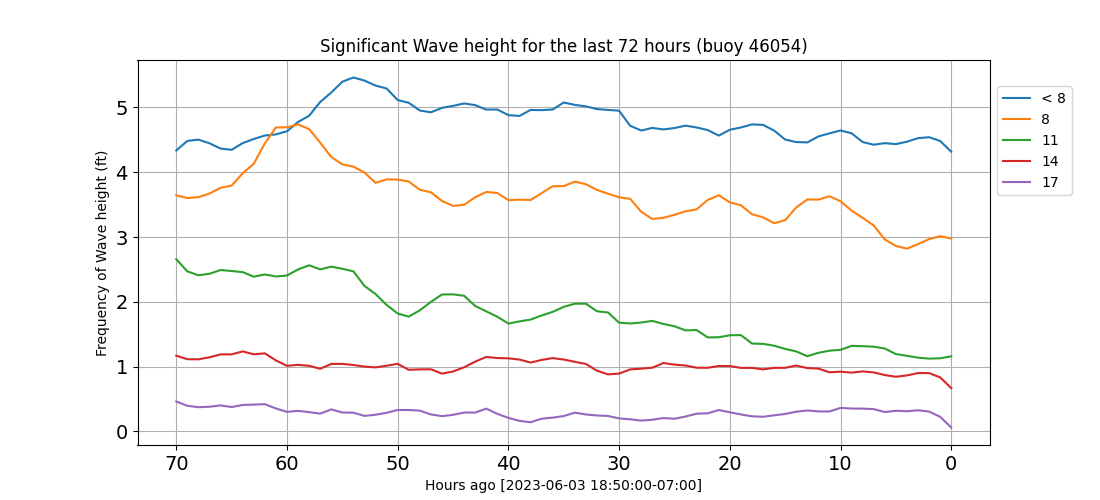 Significant Wave height for the last 72 hours (buoy 46054)
Frequency of Wave height (ft)
5
4
3
2
1
0
70 60 50 40 30 20 10 0
Hours ago [2023-06-03 18:50:00-07:00]
< 8
8
11
14
17